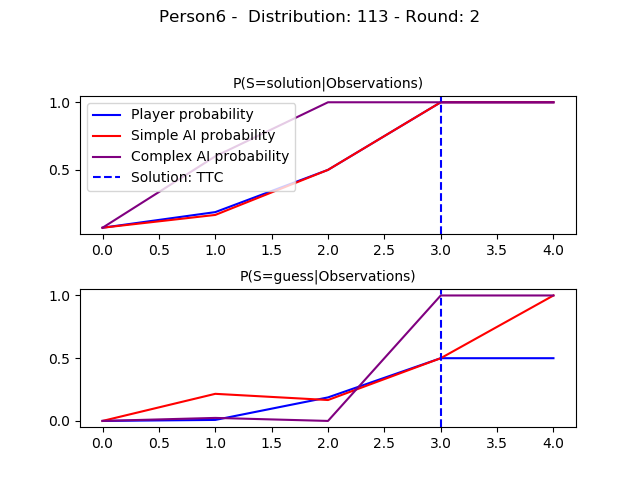 Person6 -  Distribution: 113 - Round: 2
P(S=solution|Observations)
1.0
0.5
Player probability
Simple AI probability
Complex AI probability
Solution: TTC
0.0 0.5 1.0 1.5 2.0 2.5 3.0 3.5 4.0
P(S=guess|Observations)
1.0
0.5
0.0
0.0 0.5 1.0 1.5 2.0 2.5 3.0 3.5 4.0